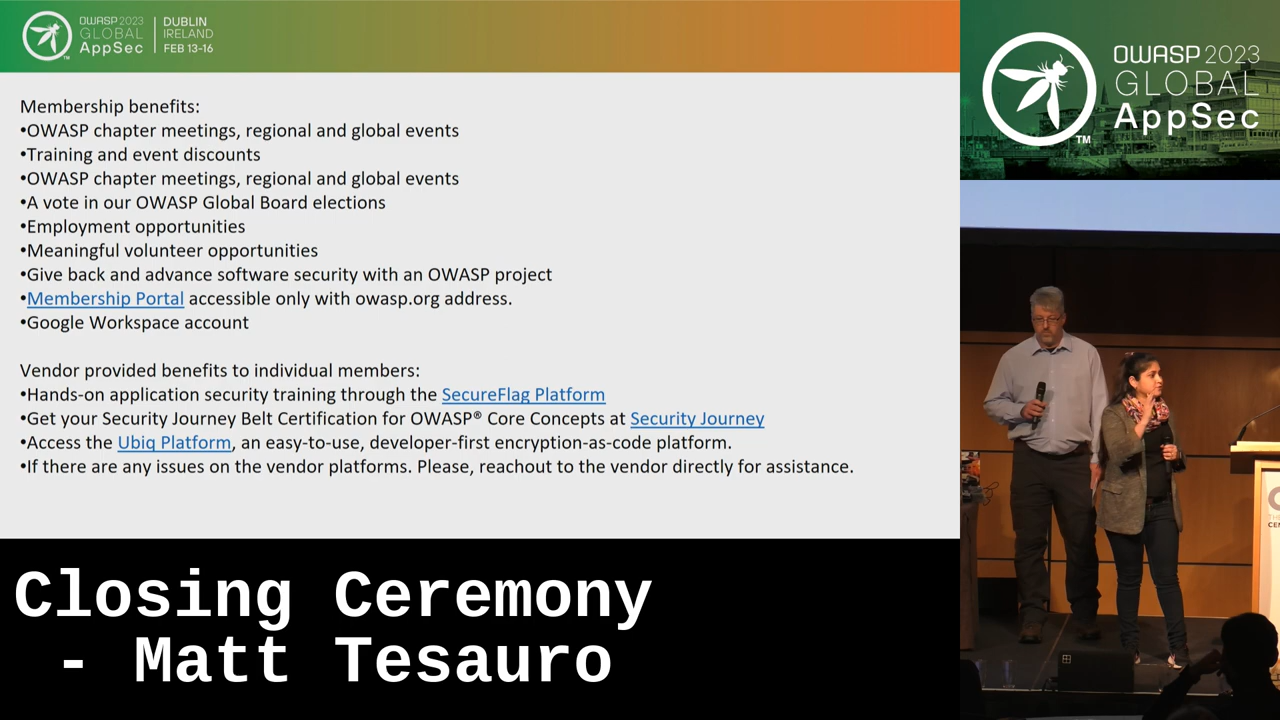 OWASP 2023
GLOBAL
AppSec
TM
DUBLIN
IRELAND
FEB 13-16
Membership benefits:
•OWASP chapter meetings, regional and global events
•Training and event discounts
•OWASP chapter meetings, regional and global events
•A vote in our OWASP Global Board elections
•Employment opportunities
•Meaningful volunteer opportunities
•Give back and advance software security with an OWASP project
•Membership Portal accessible only with owasp.org address.
•Google Workspace account
Vendor provided benefits to individual members:
•Hands-on application security training through the SecureFlag Platform
•Get your Security Journey Belt Certification for OWASP® Core Concepts at Security Journey
•Access the Ubiq Platform, an easy-to-use, developer-first encryption-as-code platform.
•If there are any issues on the vendor platforms. Please, reachout to the vendor directly for assistance.
Closing Ceremony
- Matt Tesauro
OWASP 2023
GLOBAL
AppSec
TM